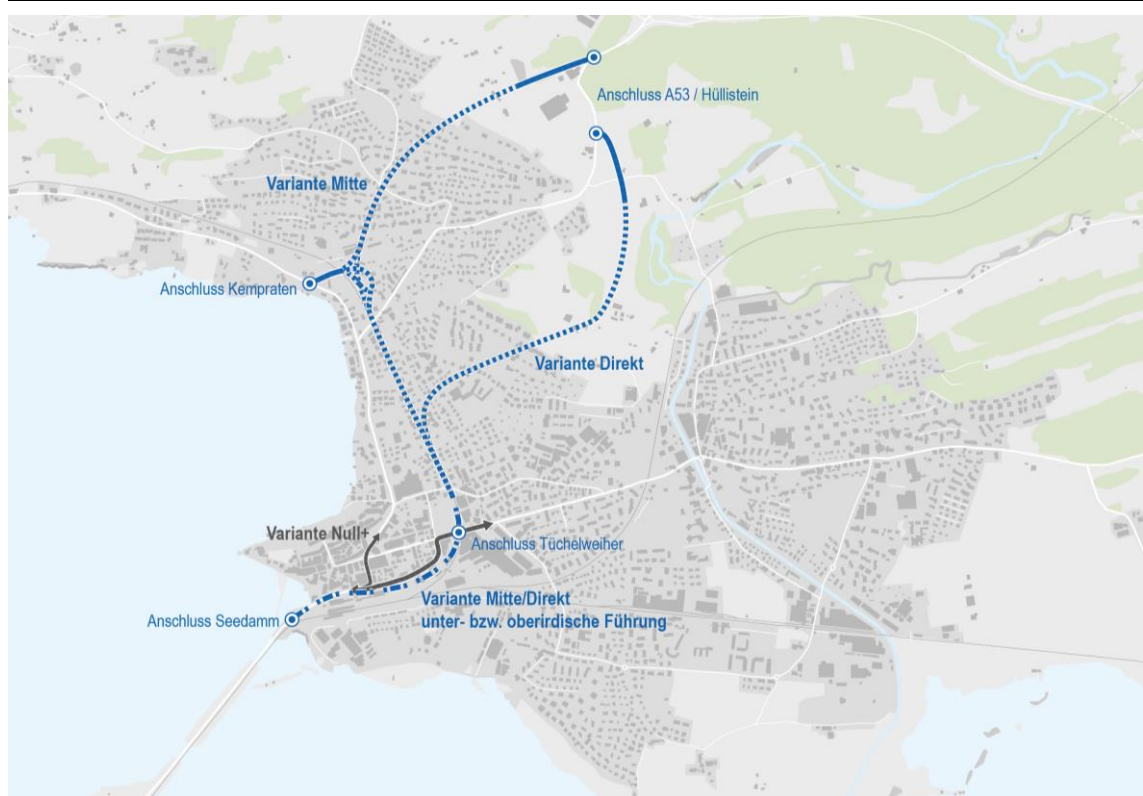 Anschluss A53 / Hüllistein
Variante Mitte
Anschluss Kempraten
Variante Direkt
Variante Null+
Anschluss Tüchelweiher
Variante Mitte/Direkt
unter- bzw. oberirdische Führung
Anschluss Seedamm